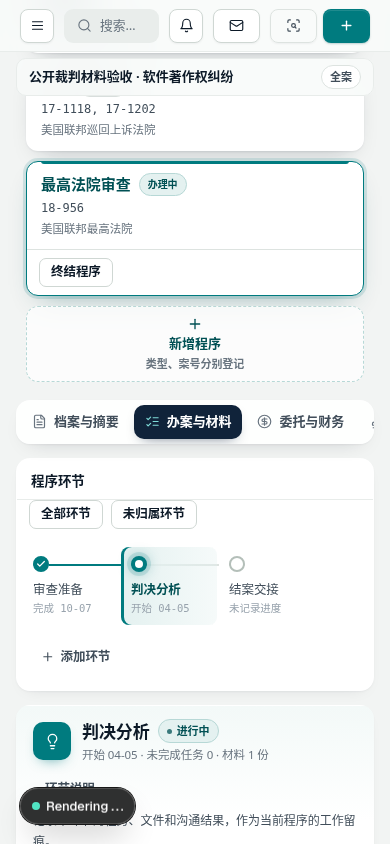 搜索…
公开裁判材料验收 · 软件著作权纠纷
全案
17-1118, 17-1202
美国联邦巡回上诉法院
最高法院审查
办理中
18-956
美国联邦最高法院
终结程序
新增程序
类型、案号分别登记
档案与摘要
办案与材料
委托与财务
程序环节
全部环节
未归属环节
审查准备
完成 10-07
判决分析
开始 04-05
结案交接
未记录进度
添加环节
判决分析
进行中
开始 04-05 · 未完成任务 0 · 材料 1 份
环节说明
Rendering ...
、文件和沟通结果，作为当前程序的工作留
痕。